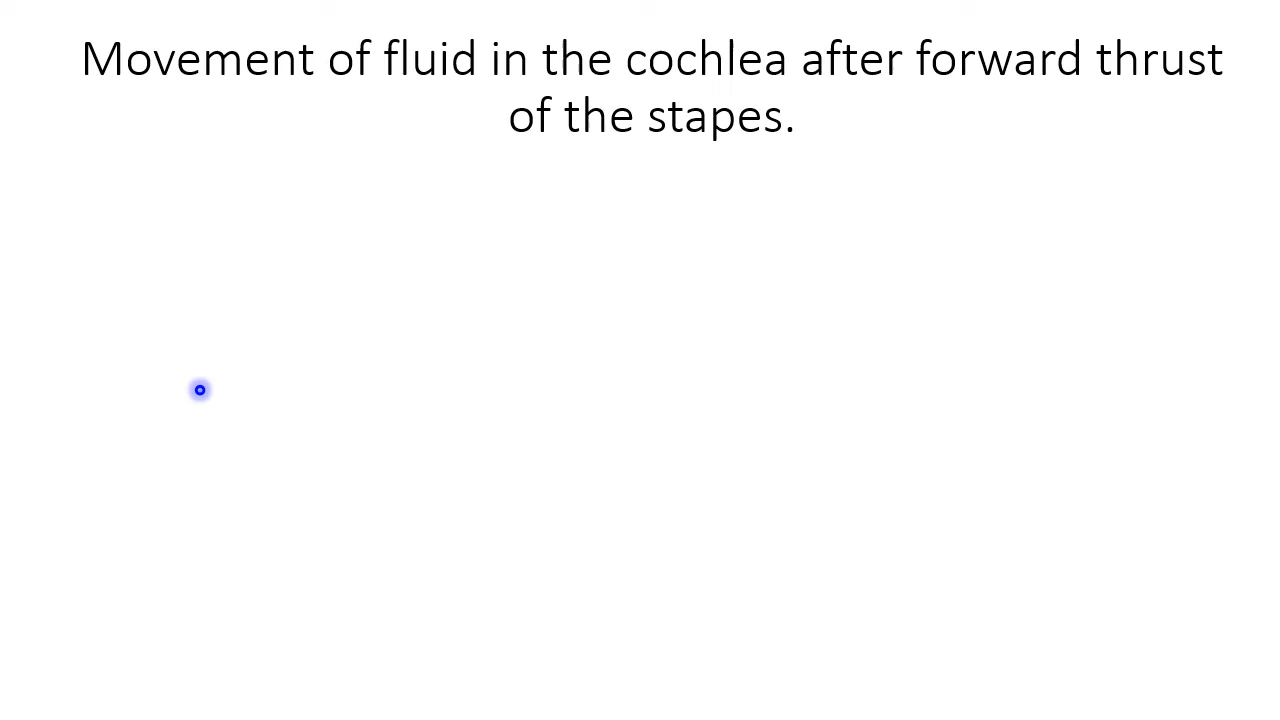 Movement of fluid in the cochlea after forward thrust
of the stapes.